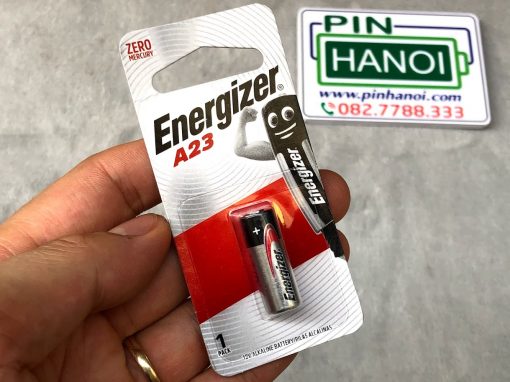 ZERO
MERCURY
Energizer®
A23
Energizer
+
Energizer
1
PACK
12V ALKALINE BATTERY/PILAS ALCALINAS
PIN
HANOI
www.pinhanoi.com
082.7788.333